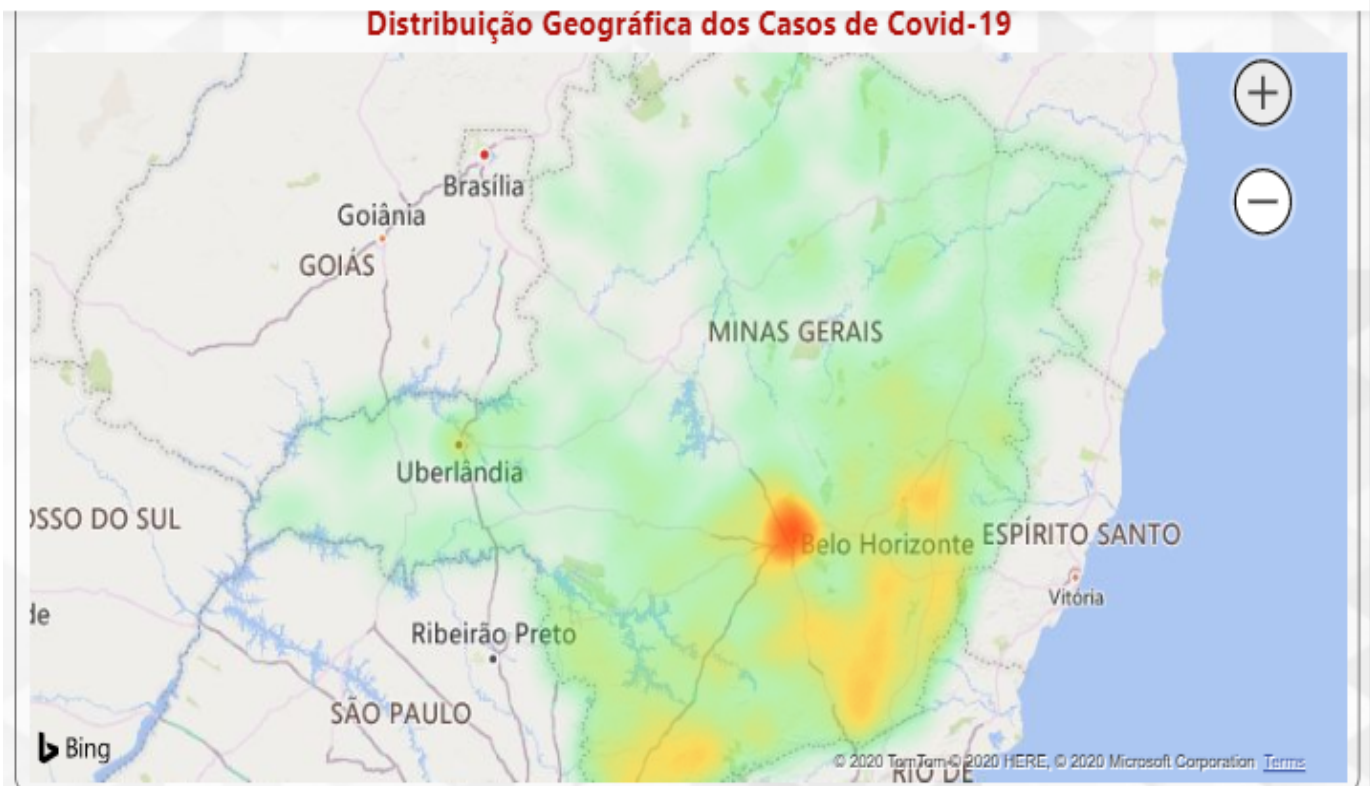 Distribuição Geográfica dos Casos de Covid-19
Brasília
Goiânia
GOIÁS
MINAS GERAIS
Uberlândia
OSSO DO SUL
Belo Horizonte
ESPÍRITO SANTO
Vitória
de
Ribeirão Preto
SÃO PAULO
Bing
© 2020 TomTom © 2020 HERE, © 2020 Microsoft Corporation Terms
RIO DE